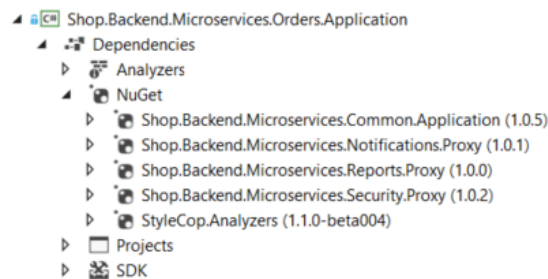 C# Shop.Backend.Microservices.Orders.Application
Dependencies
Analyzers
NuGet
Shop.Backend.Microservices.Common.Application (1.0.5)
Shop.Backend.Microservices.Notifications.Proxy (1.0.1)
Shop.Backend.Microservices.Reports.Proxy (1.0.0)
Shop.Backend.Microservices.Security.Proxy (1.0.2)
StyleCop.Analyzers (1.1.0-beta004)
Projects
SDK